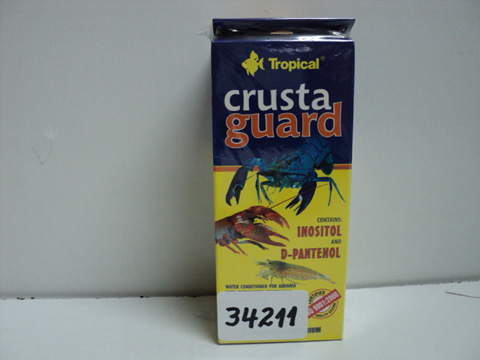 Tropical®
crusta
guard
CONTAINS:
INOSITOL
AND
D-PANTENOL
WATER CONDITIONER FOR AQUARIA
34211